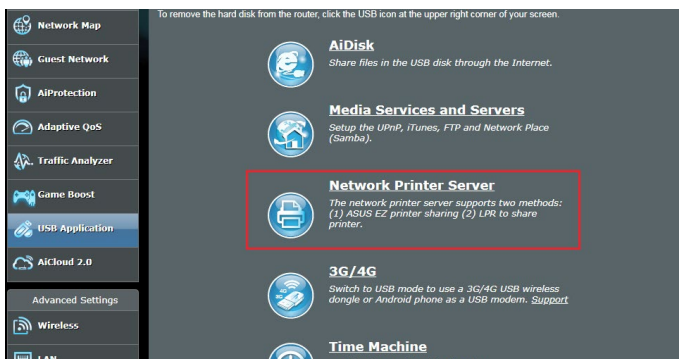 To remove the hard disk from the router, click the USB icon at the upper right corner of your screen.
Network Map
Guest Network
AiProtection
Adaptive QoS
Traffic Analyzer
Game Boost
USB Application
AiCloud 2.0
Advanced Settings
Wireless
LAN
AiDisk
Share files in the USB disk through the Internet.
Media Services and Servers
Setup the UPnP, iTunes, FTP and Network Place
(Samba).
Network Printer Server
The network printer server supports two methods:
(1) ASUS EZ printer sharing (2) LPR to share
printer.
3G/4G
4G
3G
Switch to USB mode to use a 3G/4G USB wireless
dongle or Android phone as a USB modem. Support
Time Machine